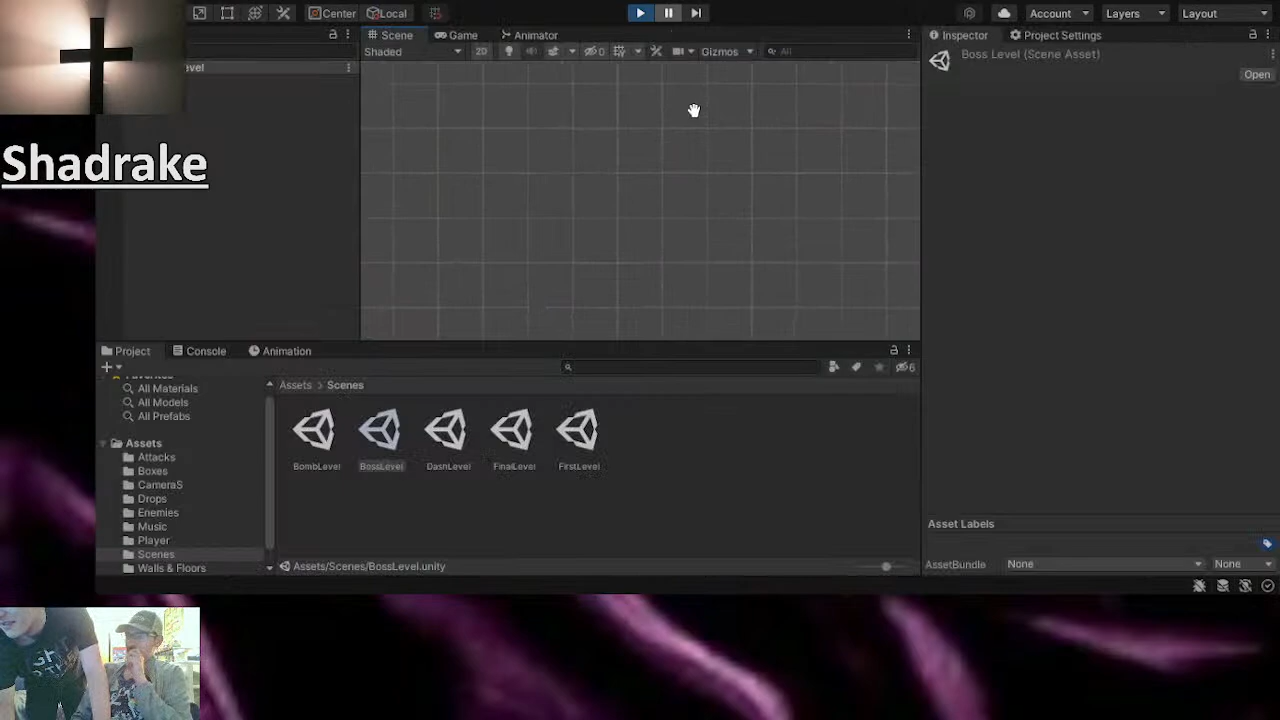 Center Local
Account Layers Layout
Scene Game Animator
Inspector Project Settings
Shaded 2D 0 Gizmos All
Boss Level (Scene Asset)
Open
evel
Shadrake
Project Console Animation
6
Favorites
All Materials
All Models
All Prefabs
Assets > Scenes
Assets
Attacks
Boxes
CameraS
Drops
Enemies
Music
Player
Scenes
Walls & Floors
BombLevel BossLevel DashLevel FinalLevel FirstLevel
Assets/Scenes/BossLevel.unity
Asset Labels
AssetBundle None None